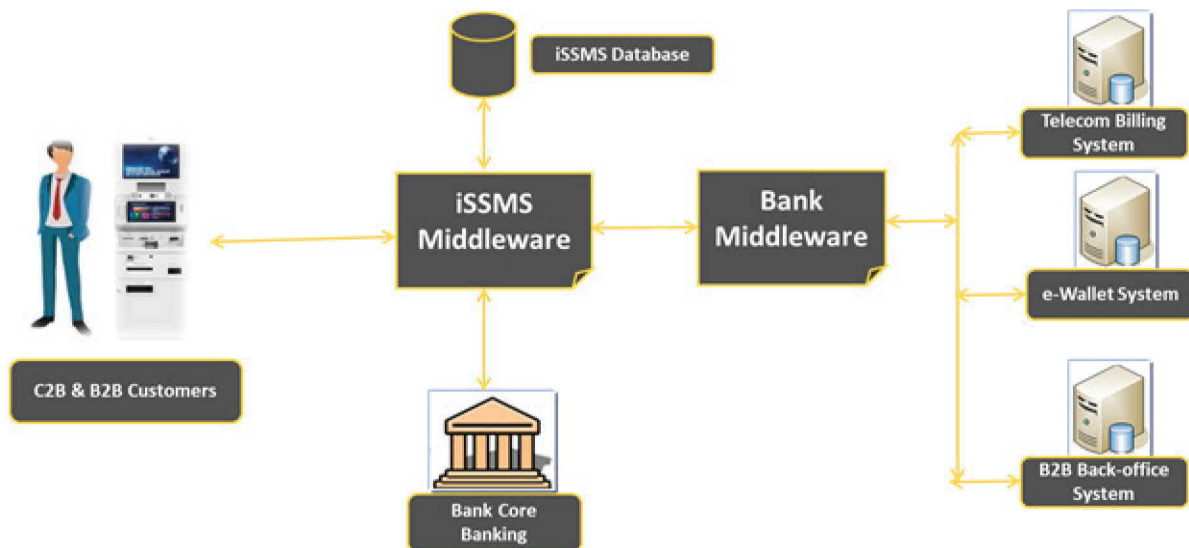 iSSMS Database
Telecom Billing
System
iSSMS
Middleware
Bank
Middleware
e-Wallet System
C2B & B2B Customers
B2B Back-office
System
Bank Core
Banking